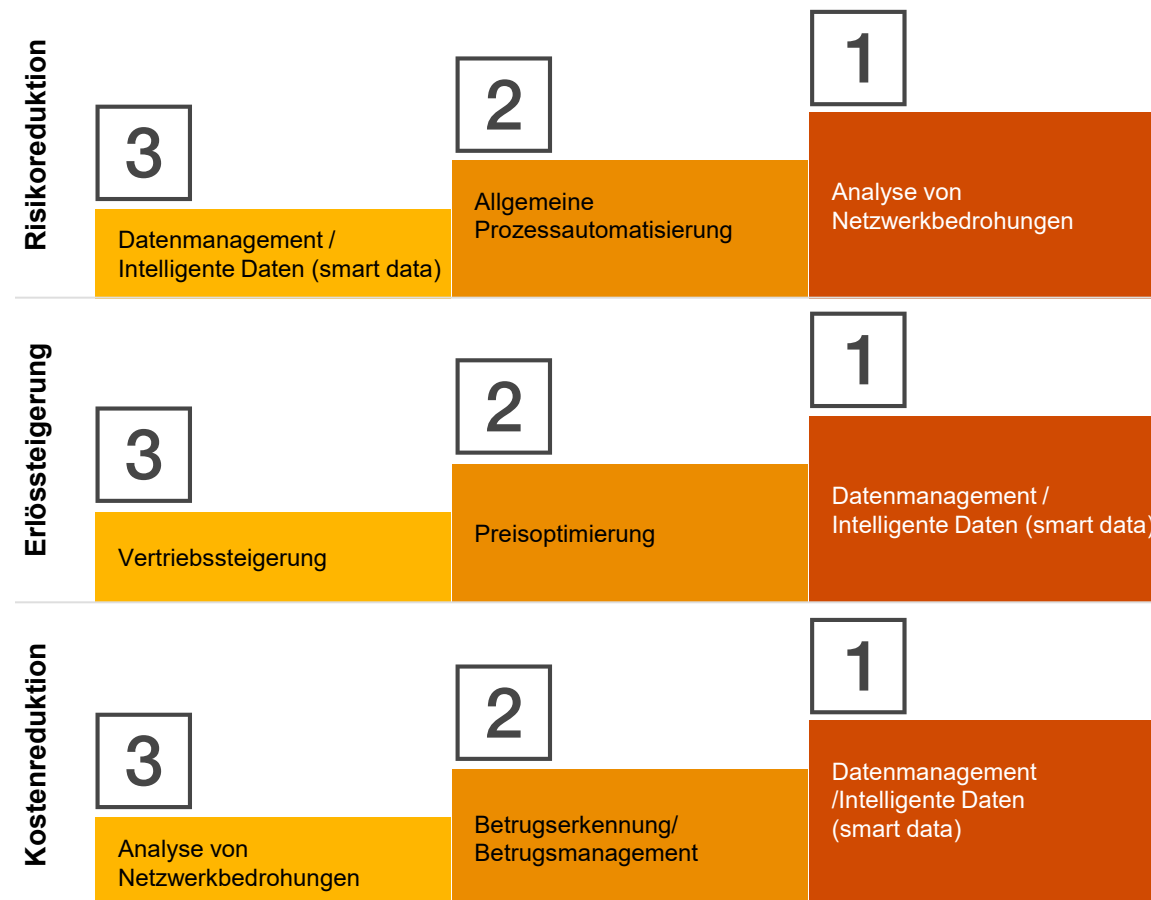 Risikoreduktion
3
Datenmanagement /
Intelligente Daten (smart data)
2
Allgemeine
Prozessautomatisierung
1
Analyse von
Netzwerkbedrohungen
Erlössteigerung
3
Vertriebssteigerung
2
Preisoptimierung
1
Datenmanagement /
Intelligente Daten (smart data)
Kostenreduktion
3
Analyse von
Netzwerkbedrohungen
2
Betrugserkennung/
Betrugsmanagement
1
Datenmanagement
/Intelligente Daten
(smart data)